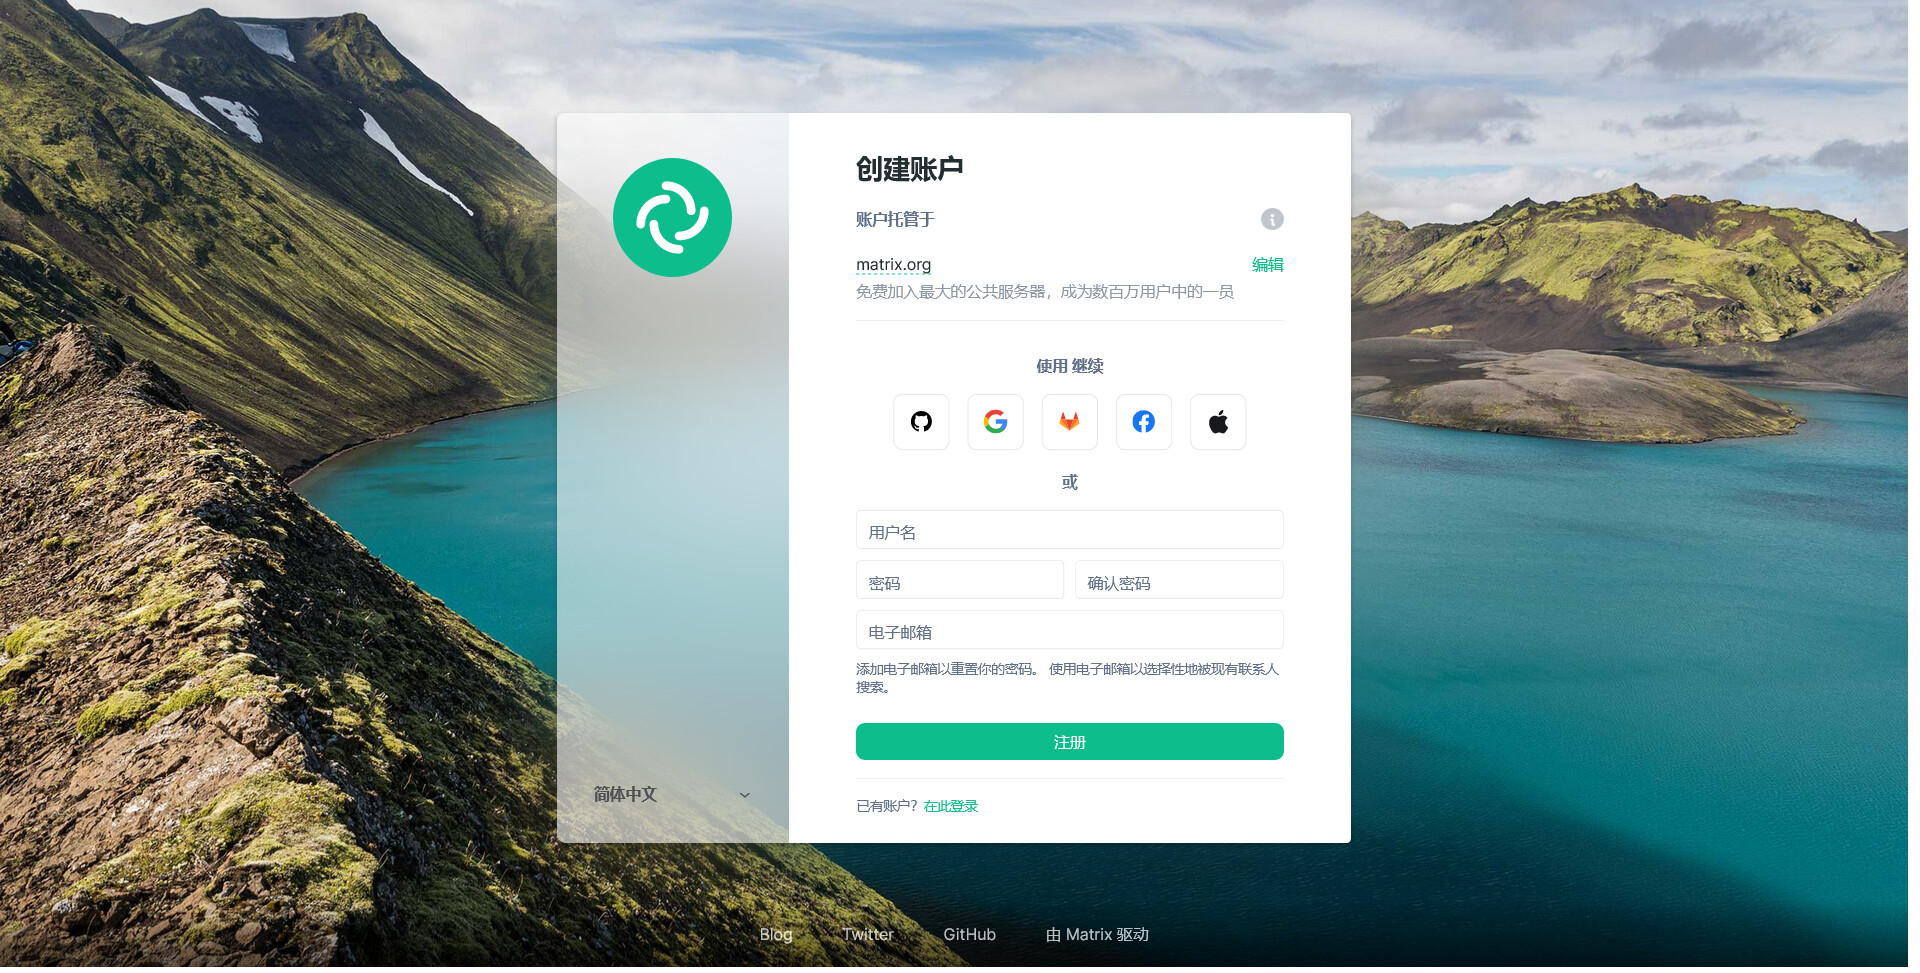 创建账户
账户托管于
matrix.org
编辑
免费加入最大的公共服务器，成为数百万用户中的一员
使用 继续
或
用户名
密码
确认密码
电子邮箱
添加电子邮箱以重置你的密码。 使用电子邮箱以选择性地被现有联系人
搜索。
注册
简体中文
已有账户？在此登录
Blog
Twitter
GitHub
由 Matrix 驱动